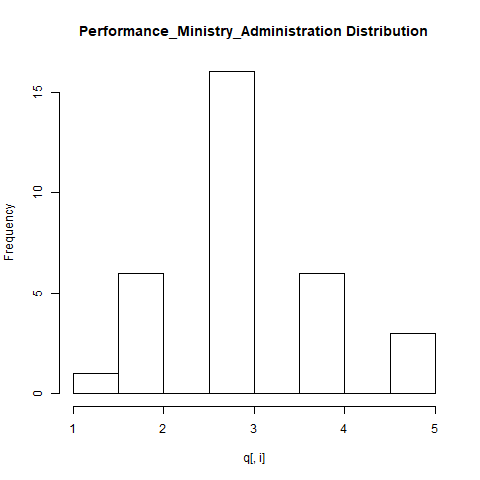 Performance_Ministry_Administration Distribution
Frequency
15
10
5
0
1 2 3 4 5
q[, i]